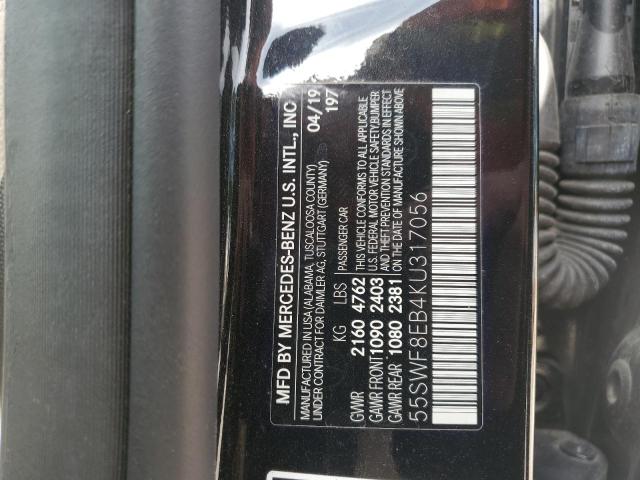 MFD BY MERCEDES-BENZ U.S. INTL., INC
MANUFACTURED IN USA (ALABAMA, TUSCALOOSA COUNTY) 04/19
UNDER CONTRACT FOR DAIMLER AG, STUTTGART (GERMANY) 197
KG LBS PASSENGER CAR
GVWR 2160 4762 THIS VEHICLE CONFORMS TO ALL APPLICABLE
GAWR FRONT 1090 2403 U.S. FEDERAL MOTOR VEHICLE SAFETY, BUMPER
GAWR REAR 1080 2381 AND THEFT PREVENTION STANDARDS IN EFFECT
ON THE DATE OF MANUFACTURE SHOWN ABOVE
55SWF8EB4KU317056